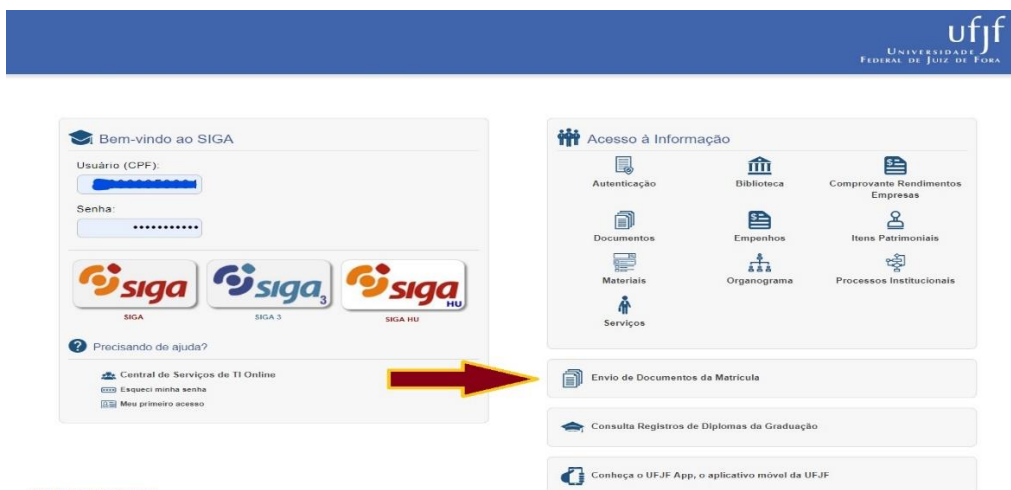 ufjf
UNIVERSIDADE
FEDERAL DE JUIZ DE FORA
Bem-vindo ao SIGA
Usuário (CPF):
Senha:
siga
siga3
siga HU
SIGA
SIGA 3
SIGA HU
Precisando de ajuda?
Central de Serviços de TI Online
Esqueci minha senha
Meu primeiro acesso
Acesso à Informação
Autenticação
Biblioteca
Comprovante Rendimentos
Empresas
Documentos
Empenhos
Itens Patrimoniais
Materiais
Organograma
Processos Institucionais
Serviços
Envio de Documentos da Matrícula
Consulta Registros de Diplomas da Graduação
Conheça o UFJF App, o aplicativo móvel da UFJF